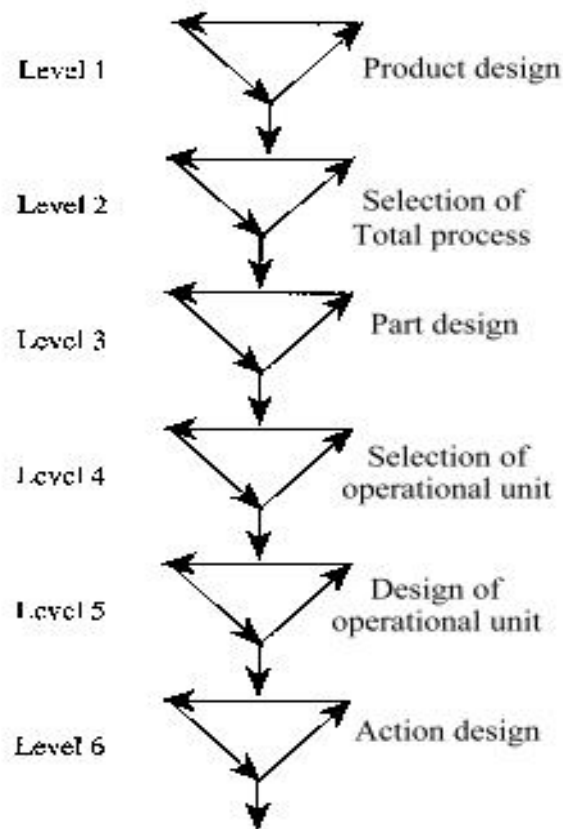 Level 1
Product design
Level 2
Selection of
Total process
Level 3
Part design
Level 4
Selection of
operational unit
Level 5
Design of
operational unit
Level 6
Action design